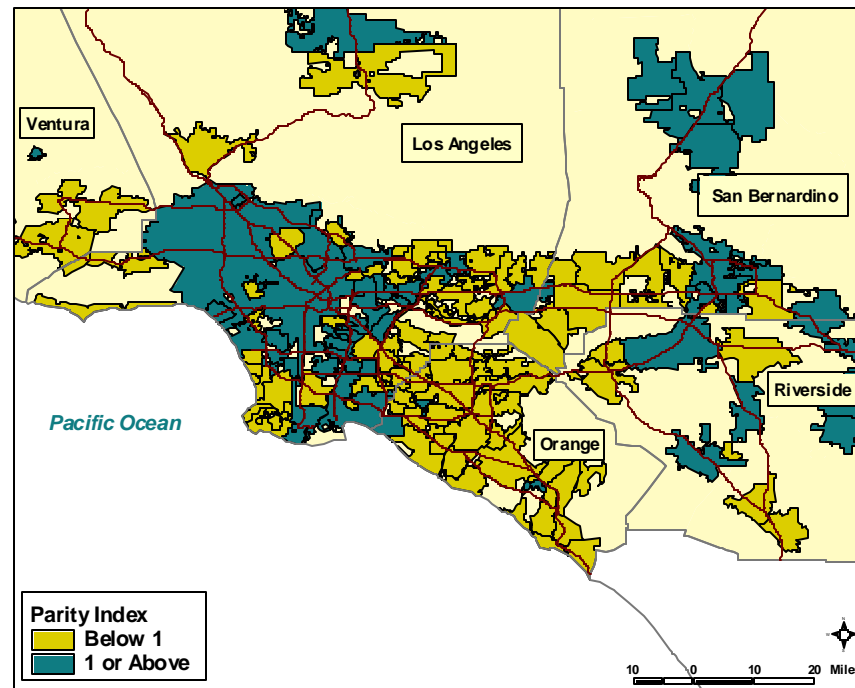 Ventura
Los Angeles
San Bernardino
Riverside
Pacific Ocean
Orange
Parity Index
Below 1
1 or Above
10 0 10 20 Mile